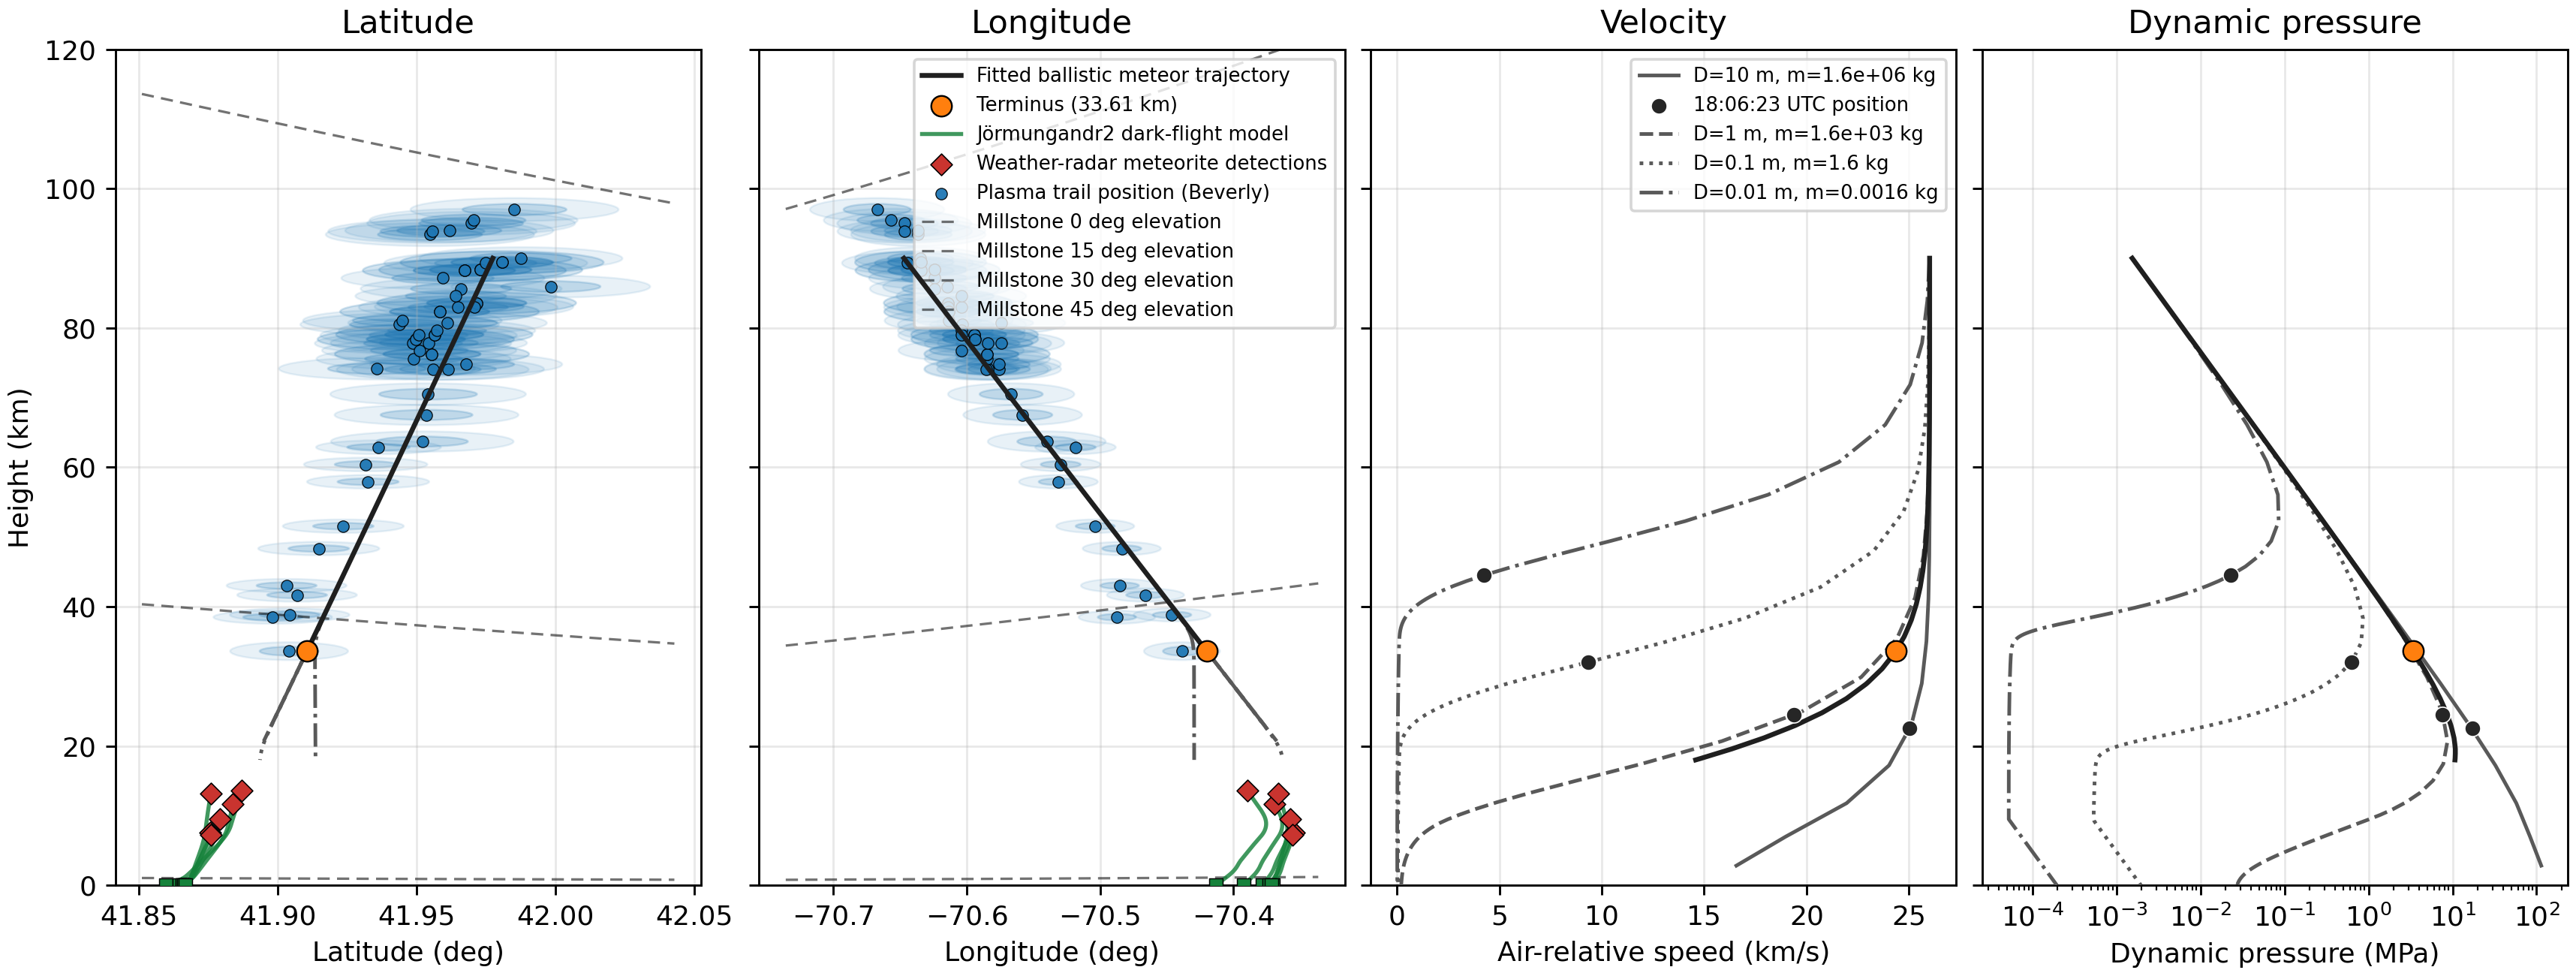 Latitude
Longitude
Velocity
Dynamic pressure
Height (km)
120
100
80
60
40
20
0
41.85 41.90 41.95 42.00 42.05
Latitude (deg)
Fitted ballistic meteor trajectory
Terminus (33.61 km)
Jörmungandr2 dark-flight model
Weather-radar meteorite detections
Plasma trail position (Beverly)
Millstone 0 deg elevation
Millstone 15 deg elevation
Millstone 30 deg elevation
Millstone 45 deg elevation
−70.7 −70.6 −70.5 −70.4
Longitude (deg)
D=10 m, m=1.6e+06 kg
18:06:23 UTC position
D=1 m, m=1.6e+03 kg
D=0.1 m, m=1.6 kg
D=0.01 m, m=0.0016 kg
0 5 10 15 20 25
Air-relative speed (km/s)
10⁻⁴ 10⁻³ 10⁻² 10⁻¹ 10⁰ 10¹ 10²
Dynamic pressure (MPa)